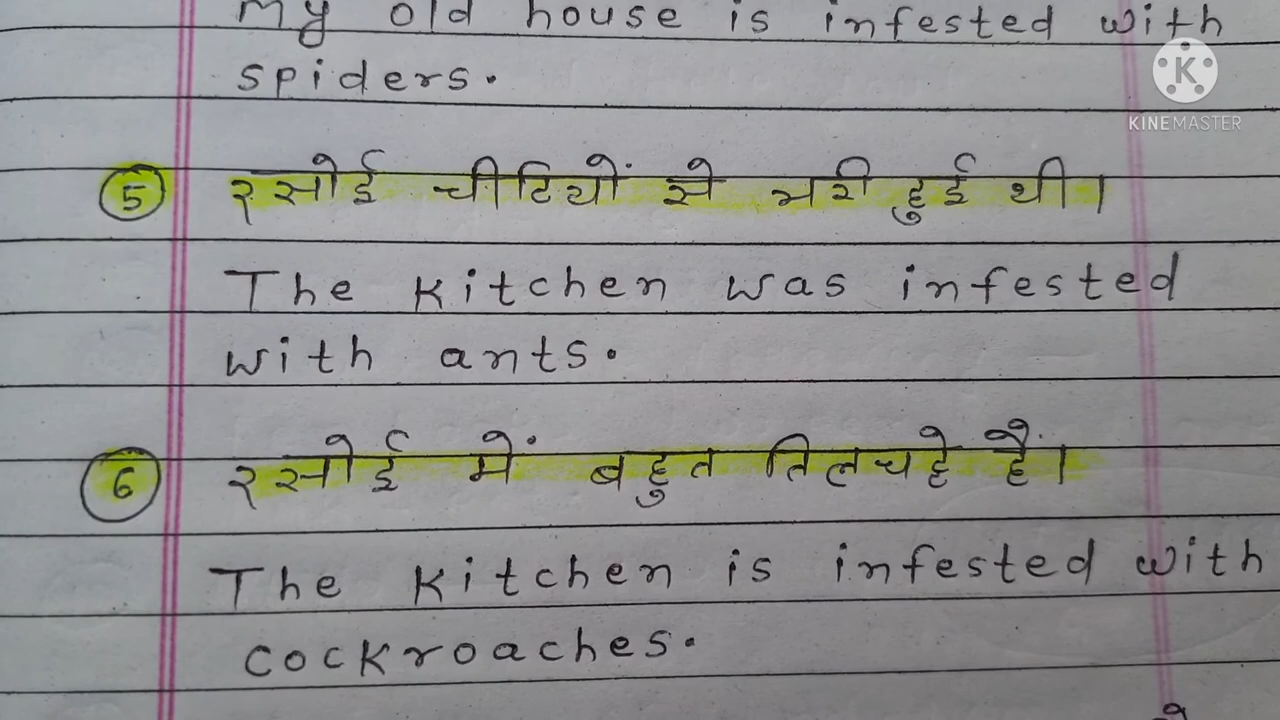 My old house is infested with
spiders.
KINEMASTER
5 रसोई चीटियों से भरी हुई थी।
The kitchen was infested
with ants.
6 रसोई में बहुत तिलचट्टे हैं।
The kitchen is infested with
cockroaches.